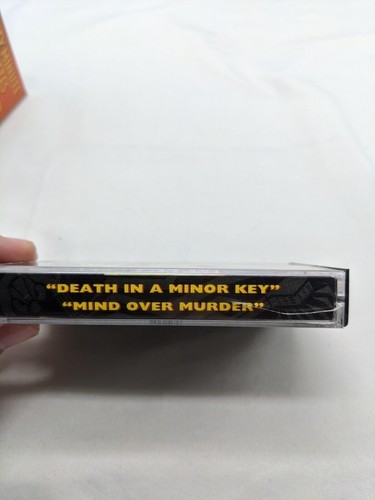 “DEATH IN A MINOR KEY”
“MIND OVER MURDER”